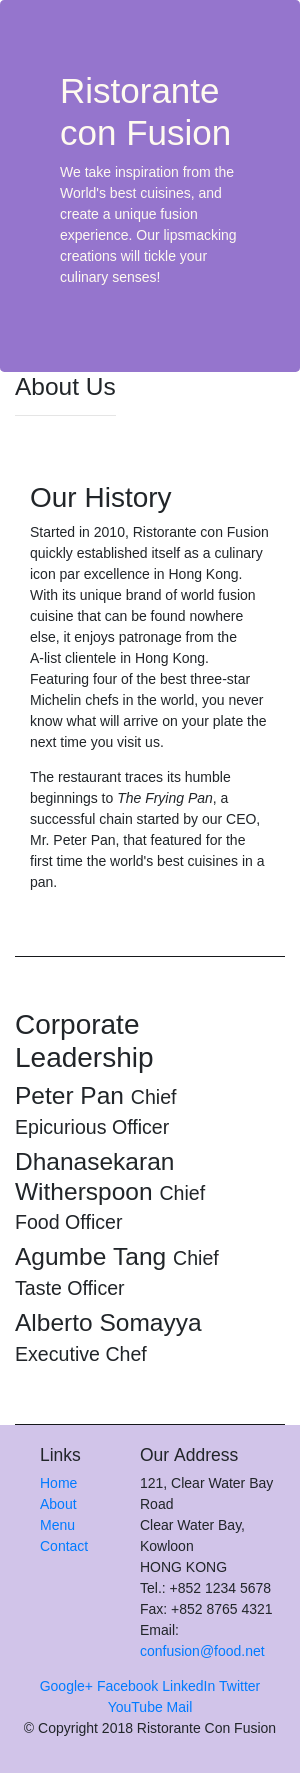 Ristorante
con Fusion
We take inspiration from the
World's best cuisines, and
create a unique fusion
experience. Our lipsmacking
creations will tickle your
culinary senses!
About Us
Our History
Started in 2010, Ristorante con Fusion
quickly established itself as a culinary
icon par excellence in Hong Kong.
With its unique brand of world fusion
cuisine that can be found nowhere
else, it enjoys patronage from the
A-list clientele in Hong Kong.
Featuring four of the best three-star
Michelin chefs in the world, you never
know what will arrive on your plate the
next time you visit us.
The restaurant traces its humble
beginnings to The Frying Pan, a
successful chain started by our CEO,
Mr. Peter Pan, that featured for the
first time the world's best cuisines in a
pan.
Corporate
Leadership
Peter Pan Chief
Epicurious Officer
Dhanasekaran
Witherspoon Chief
Food Officer
Agumbe Tang Chief
Taste Officer
Alberto Somayya
Executive Chef
Links
Home
About
Menu
Contact
Our Address
121, Clear Water Bay
Road
Clear Water Bay,
Kowloon
HONG KONG
Tel.: +852 1234 5678
Fax: +852 8765 4321
Email:
confusion@food.net
Google+ Facebook LinkedIn Twitter
YouTube Mail
© Copyright 2018 Ristorante Con Fusion